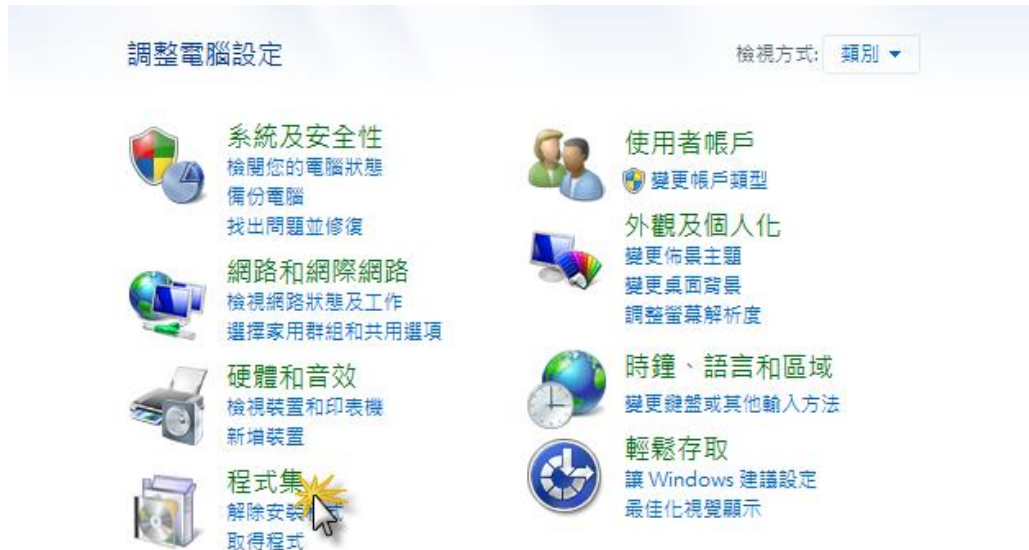 調整電腦設定
檢視方式: 類別
系統及安全性
檢閱您的電腦狀態
備份電腦
找出問題並修復
網路和網際網路
檢視網路狀態及工作
選擇家用群組和共用選項
硬體和音效
檢視裝置和印表機
新增裝置
程式集
解除安裝程式
取得程式
使用者帳戶
變更帳戶類型
外觀及個人化
變更佈景主題
變更桌面背景
調整螢幕解析度
時鐘、語言和區域
變更鍵盤或其他輸入方法
輕鬆存取
讓 Windows 建議設定
最佳化視覺顯示